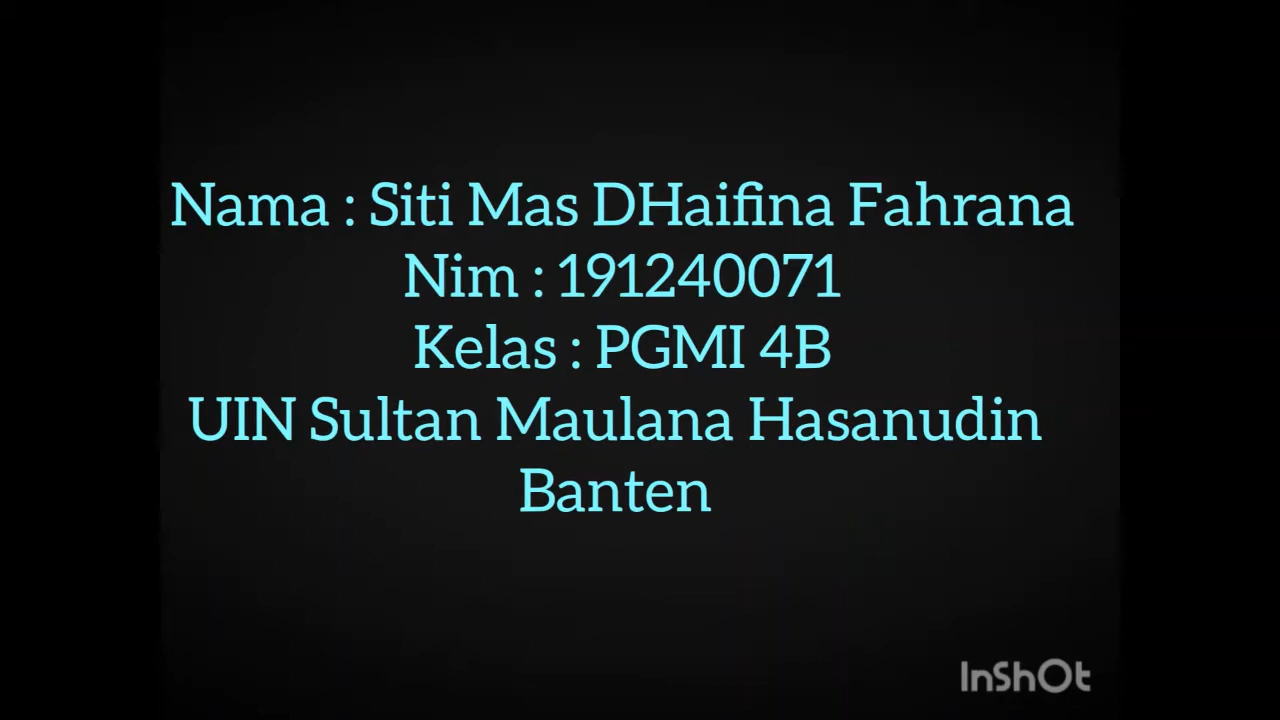 Nama : Siti Mas DHaifina Fahrana
Nim : 191240071
Kelas : PGMI 4B
UIN Sultan Maulana Hasanudin
Banten
InShOt